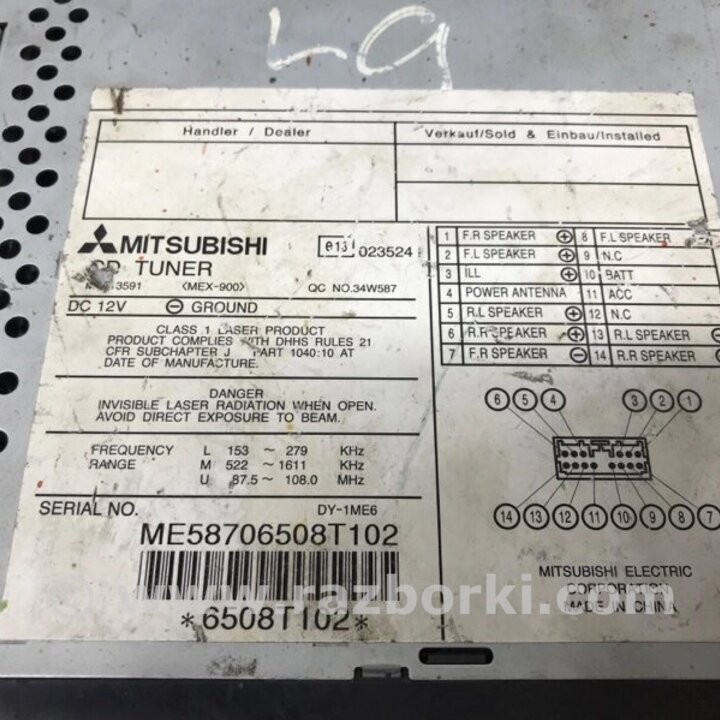 L9
Handler / Dealer
Verkauf/Sold & Einbau/Installed
MITSUBISHI
e13 023524
TUNER
3591 <MEX-900> QC NO.34W587
DC 12V ⊖ GROUND
CLASS 1 LASER PRODUCT
PRODUCT COMPLIES WITH DHHS RULES 21
CFR SUBCHAPTER J PART 1040:10 AT
DATE OF MANUFACTURE.
DANGER
INVISIBLE LASER RADIATION WHEN OPEN.
AVOID DIRECT EXPOSURE TO BEAM.
FREQUENCY L 153 ~ 279 KHz
RANGE M 522 ~ 1611 KHz
U 87.5 ~ 108.0 MHz
SERIAL NO. DY-1ME6
ME58706508T102
*6508T102*
1 F.R SPEAKER ⊕ 8 F.L SPEAKER ⊖
2 F.L SPEAKER ⊕ 9 N.C
3 ILL 10 BATT
4 POWER ANTENNA 11 ACC
5 R.L SPEAKER ⊕ 12 N.C
6 R.R SPEAKER ⊕ 13 R.L SPEAKER ⊖
7 F.R SPEAKER ⊖ 14 R.R SPEAKER ⊖
6 5 4 3 2 1
14 13 12 11 10 9 8 7
MITSUBISHI ELECTRIC
CORPORATION
MADE IN CHINA
www.razborki.com